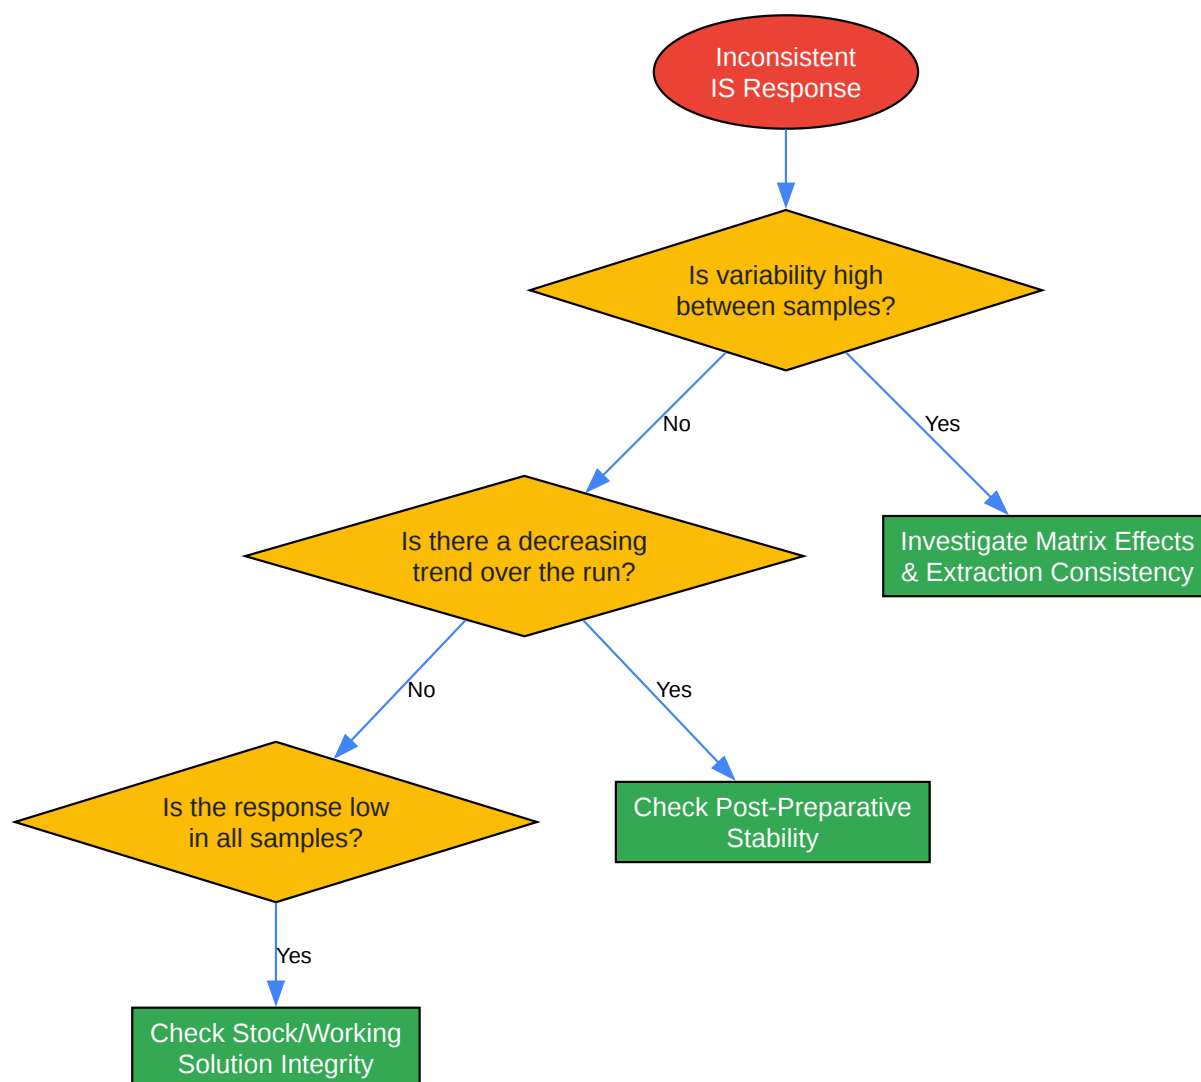 Inconsistent
IS Response
Is variability high
between samples?
No
Yes
Is there a decreasing
trend over the run?
Investigate Matrix Effects
& Extraction Consistency
No
Yes
Is the response low
in all samples?
Check Post-Preparative
Stability
Yes
Check Stock/Working
Solution Integrity